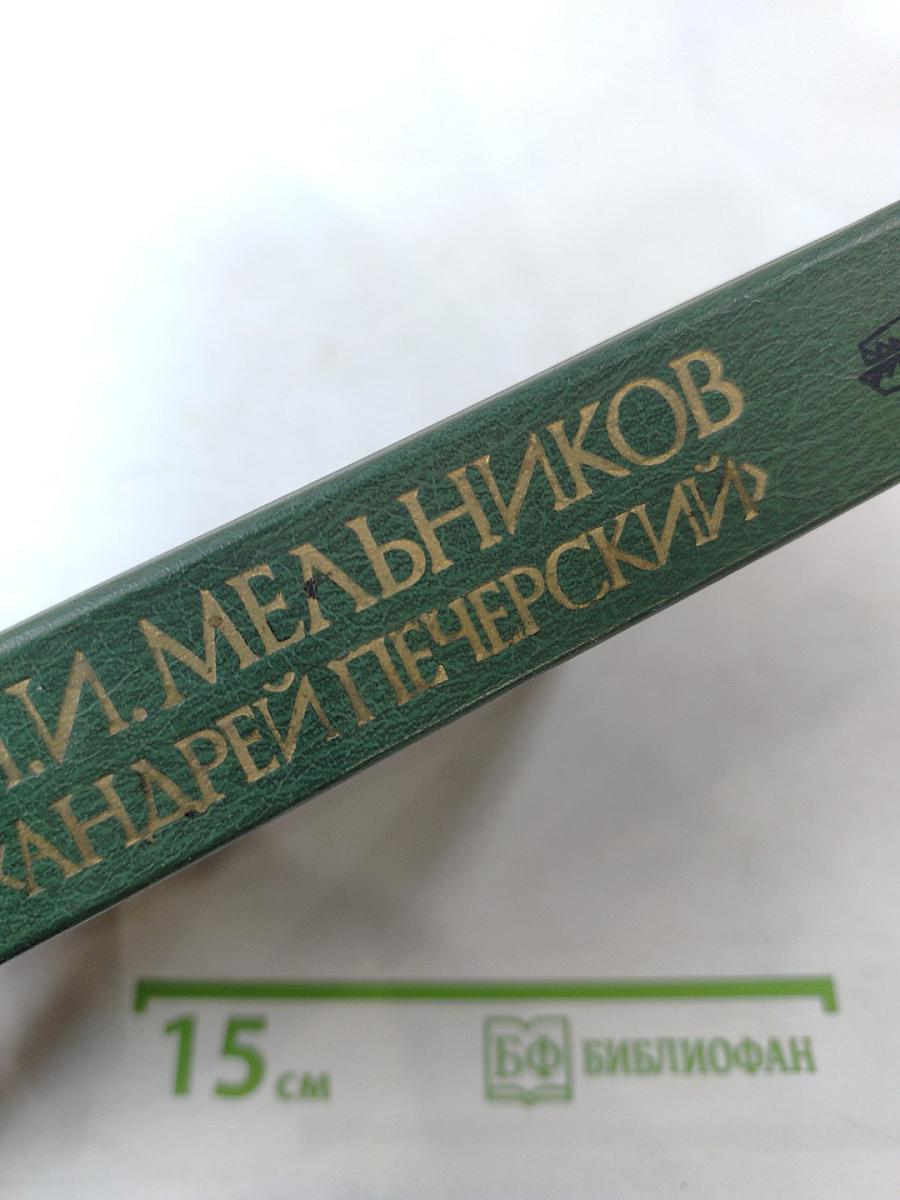 П.И. МЕЛЬНИКОВ
‹АНДРЕЙ ПЕЧЕРСКИЙ›
15 см
БФ БИБЛИОФАН